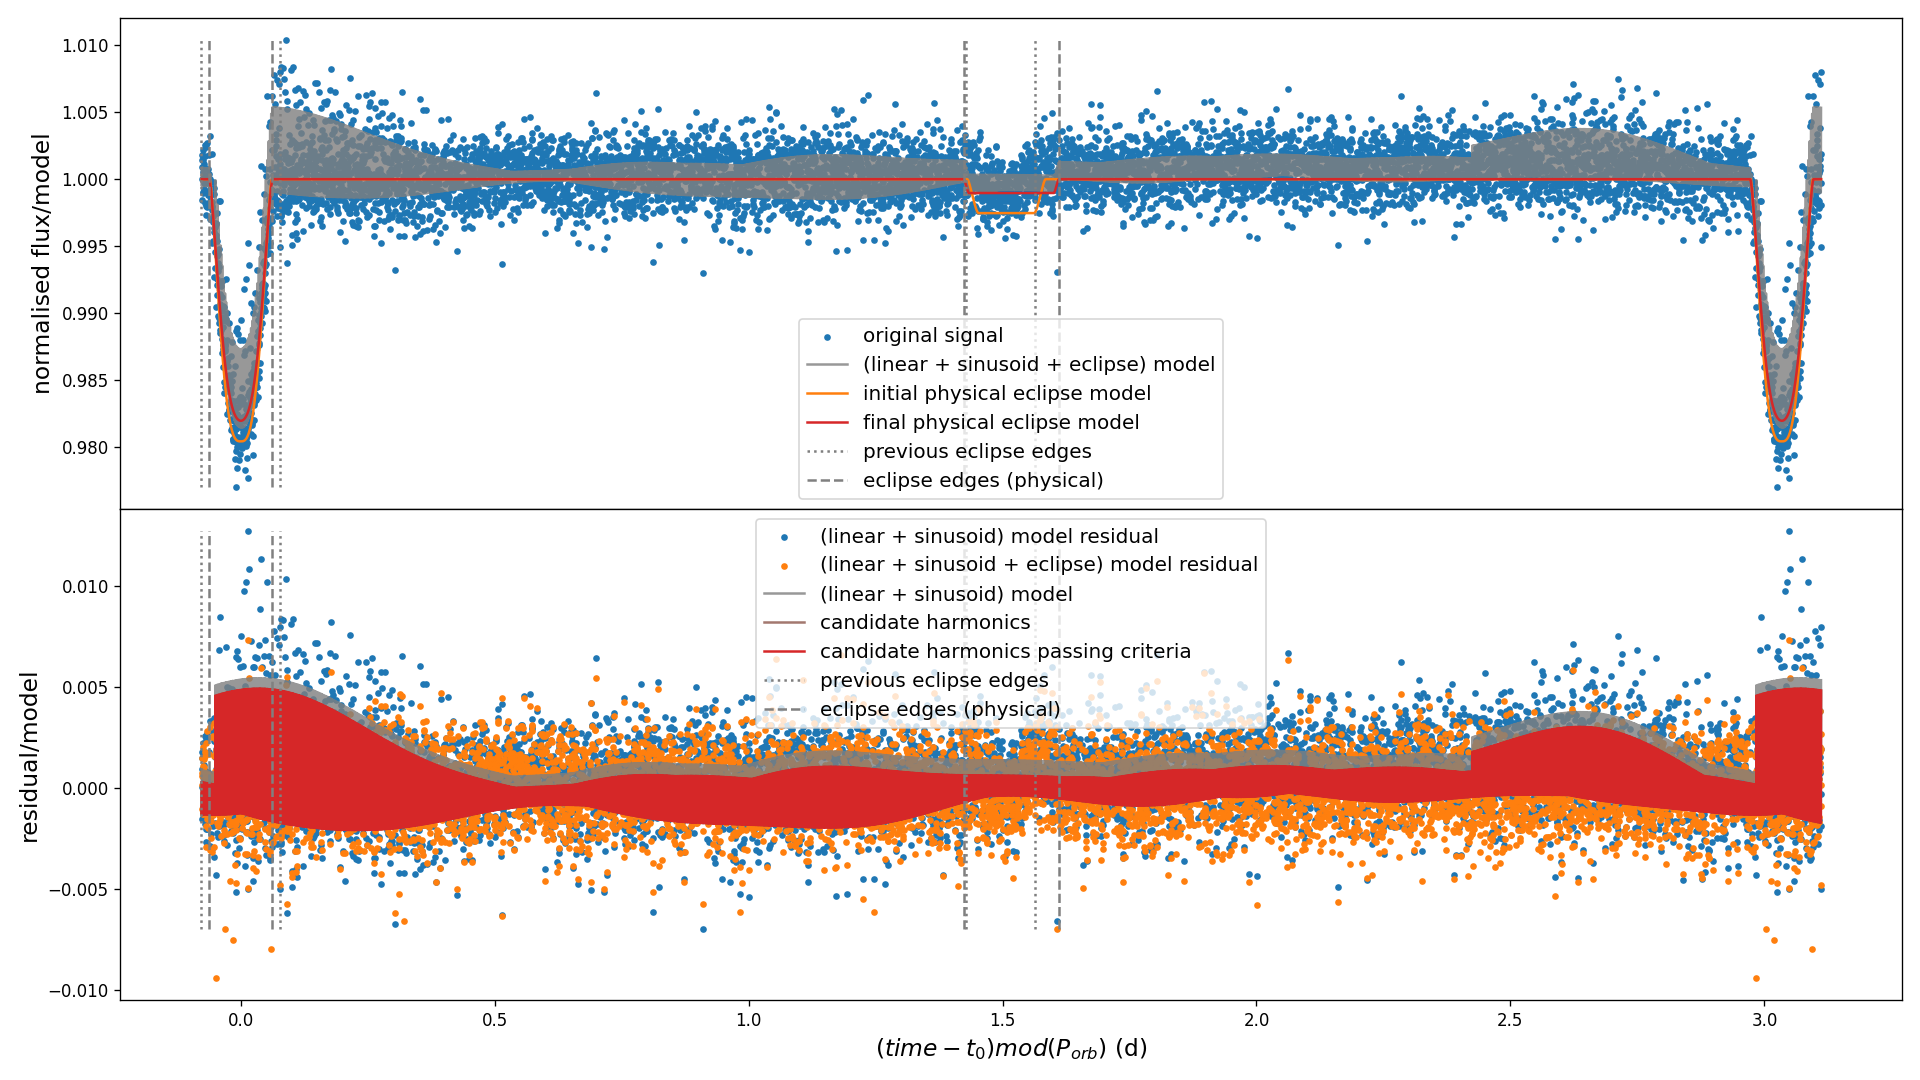 1.010
1.005
1.000
0.995
0.990
0.985
0.980
normalised flux/model
original signal
(linear + sinusoid + eclipse) model
initial physical eclipse model
final physical eclipse model
previous eclipse edges
eclipse edges (physical)
(linear + sinusoid) model residual
(linear + sinusoid + eclipse) model residual
(linear + sinusoid) model
candidate harmonics
candidate harmonics passing criteria
previous eclipse edges
eclipse edges (physical)
0.010
0.005
0.000
−0.005
−0.010
residual/model
0.0 0.5 1.0 1.5 2.0 2.5 3.0
(time − t₀)mod(P_orb) (d)